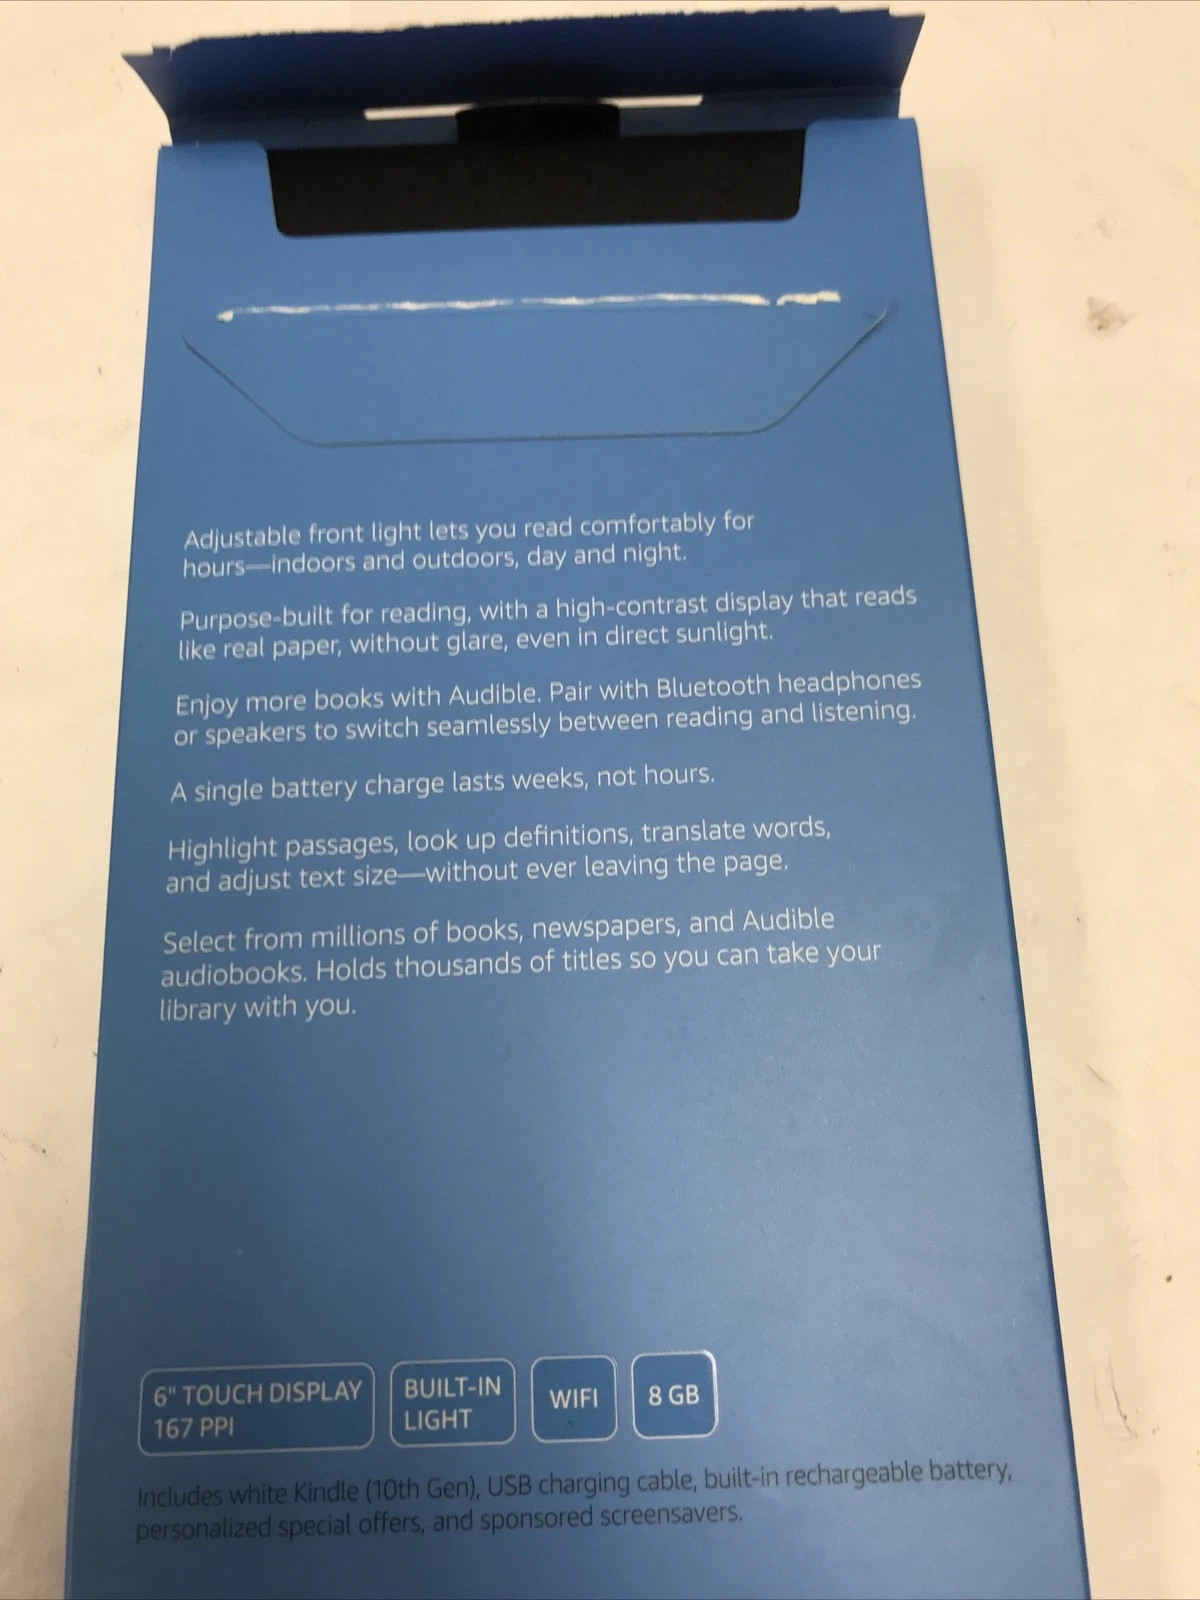 Adjustable front light lets you read comfortably for
hours—indoors and outdoors, day and night.
Purpose-built for reading, with a high-contrast display that reads
like real paper, without glare, even in direct sunlight.
Enjoy more books with Audible. Pair with Bluetooth headphones
or speakers to switch seamlessly between reading and listening.
A single battery charge lasts weeks, not hours.
Highlight passages, look up definitions, translate words,
and adjust text size—without ever leaving the page.
Select from millions of books, newspapers, and Audible
audiobooks. Holds thousands of titles so you can take your
library with you.
6" TOUCH DISPLAY
167 PPI
BUILT-IN
LIGHT
WIFI
8 GB
Includes white Kindle (10th Gen), USB charging cable, built-in rechargeable battery,
personalized special offers, and sponsored screensavers.